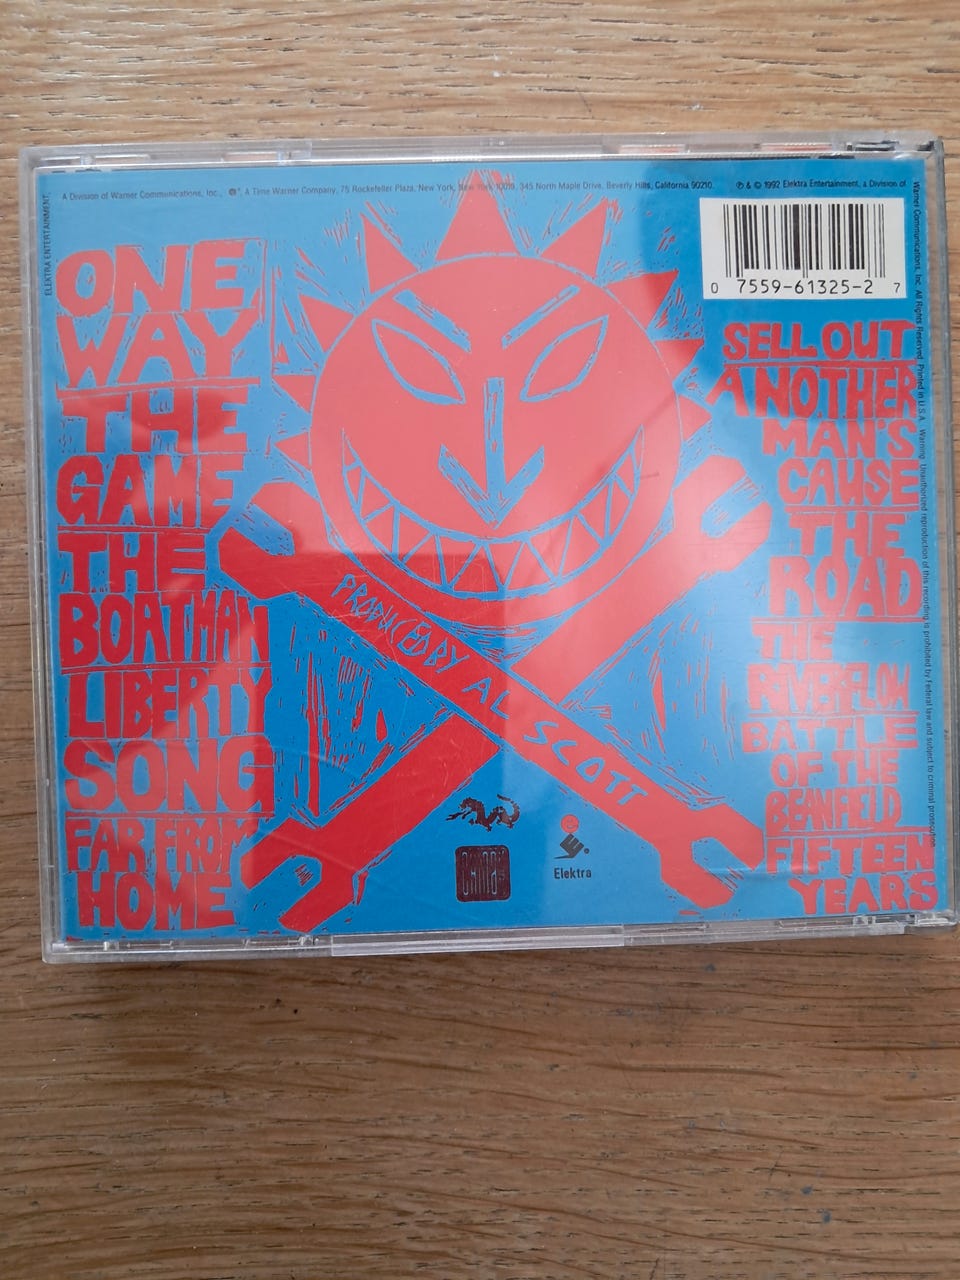 A Division of Warner Communications, Inc., ℗®, A Time Warner Company, 75 Rockefeller Plaza, New York, New York 10019. 345 North Maple Drive, Beverly Hills, California 90210. ℗ & © 1992 Elektra Entertainment, a Division of
Warner Communications, Inc. All Rights Reserved. Printed in U.S.A. Warning: Unauthorized reproduction of this recording is prohibited by Federal law and subject to criminal prosecution.
ELEKTRA ENTERTAINMENT,
0 7559-61325-2 7
ONE
WAY
THE
GAME
THE
BOATMAN
LIBERTY
SONG
FAR FROM
HOME
SELL OUT
ANOTHER
MAN'S
CAUSE
THE
ROAD
THE
RIVERFLOW
BATTLE
OF THE
BEANFIELD
FIFTEEN
YEARS
PRODUCED BY AL SCOTT
CHINA
Elektra